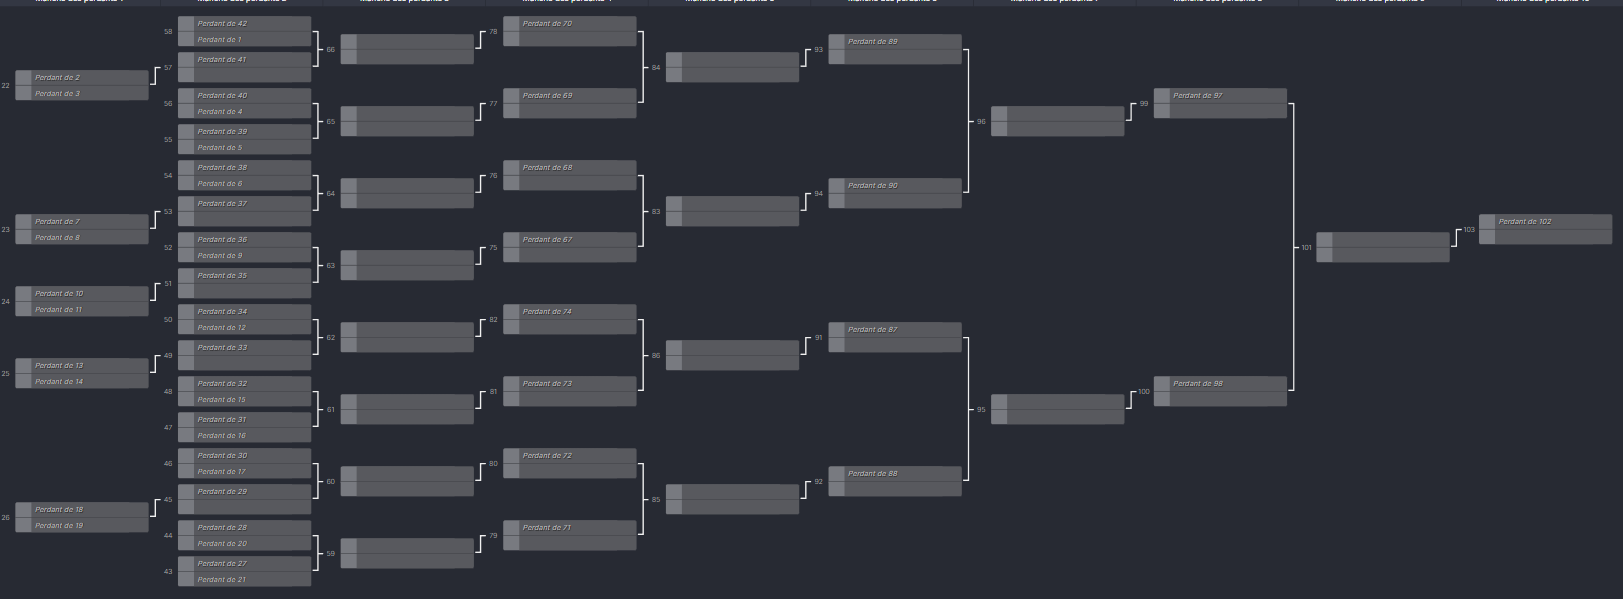 22
Perdant de 2
Perdant de 3
23
Perdant de 7
Perdant de 8
24
Perdant de 10
Perdant de 11
25
Perdant de 13
Perdant de 14
26
Perdant de 18
Perdant de 19
58
Perdant de 42
Perdant de 1
57
Perdant de 41
56
Perdant de 40
Perdant de 4
55
Perdant de 39
Perdant de 5
54
Perdant de 38
Perdant de 6
53
Perdant de 37
52
Perdant de 36
Perdant de 9
51
Perdant de 35
50
Perdant de 34
Perdant de 12
49
Perdant de 33
48
Perdant de 32
Perdant de 15
47
Perdant de 31
Perdant de 16
46
Perdant de 30
Perdant de 17
45
Perdant de 29
44
Perdant de 28
Perdant de 20
43
Perdant de 27
Perdant de 21
66
65
64
63
62
61
60
59
78
Perdant de 70
77
Perdant de 69
76
Perdant de 68
75
Perdant de 67
82
Perdant de 74
81
Perdant de 73
80
Perdant de 72
79
Perdant de 71
84
83
86
85
93
Perdant de 89
94
Perdant de 90
91
Perdant de 87
92
Perdant de 88
96
95
99
Perdant de 97
100
Perdant de 98
101
103
Perdant de 102